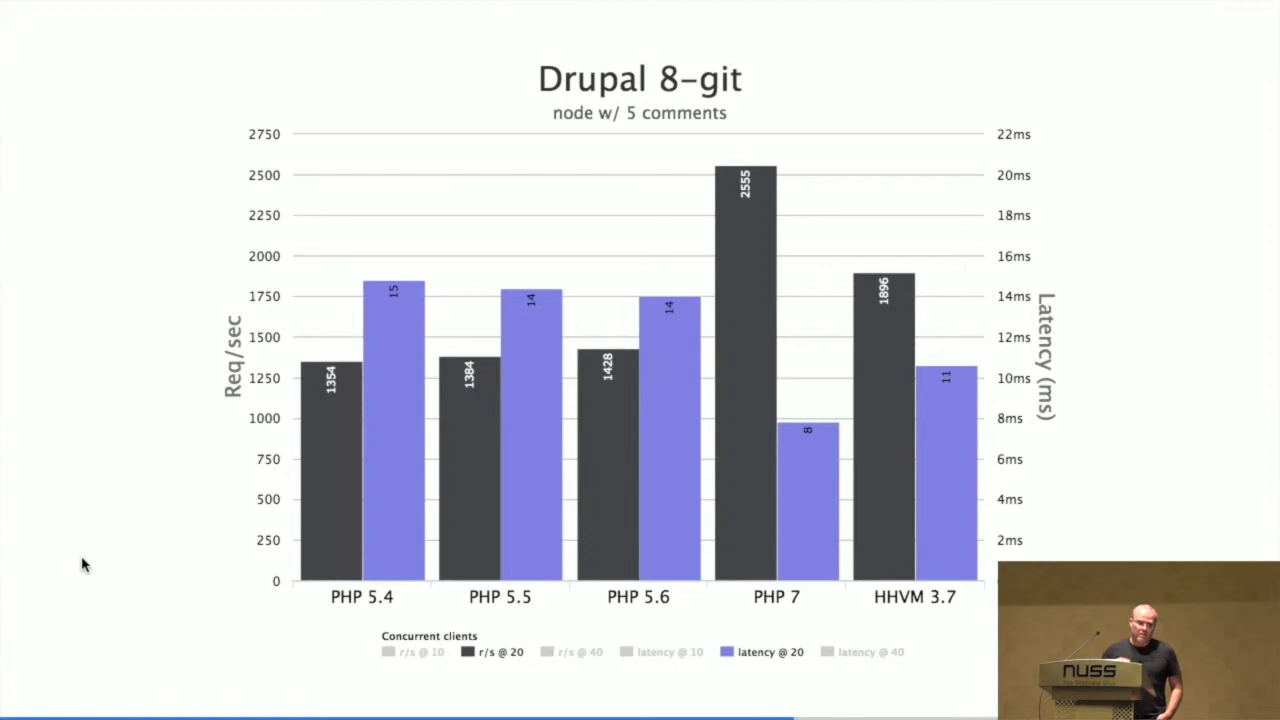 Drupal 8-git
node w/ 5 comments
2750
2500
2250
2000
1750
1500
1250
1000
750
500
250
0
Req/sec
22ms
20ms
18ms
16ms
14ms
12ms
10ms
8ms
6ms
4ms
2ms
Latency (ms)
1354
15
1384
14
1428
14
2555
8
1896
11
PHP 5.4
PHP 5.5
PHP 5.6
PHP 7
HHVM 3.7
Concurrent clients
r/s @ 10
r/s @ 20
r/s @ 40
latency @ 10
latency @ 20
latency @ 40
nuss